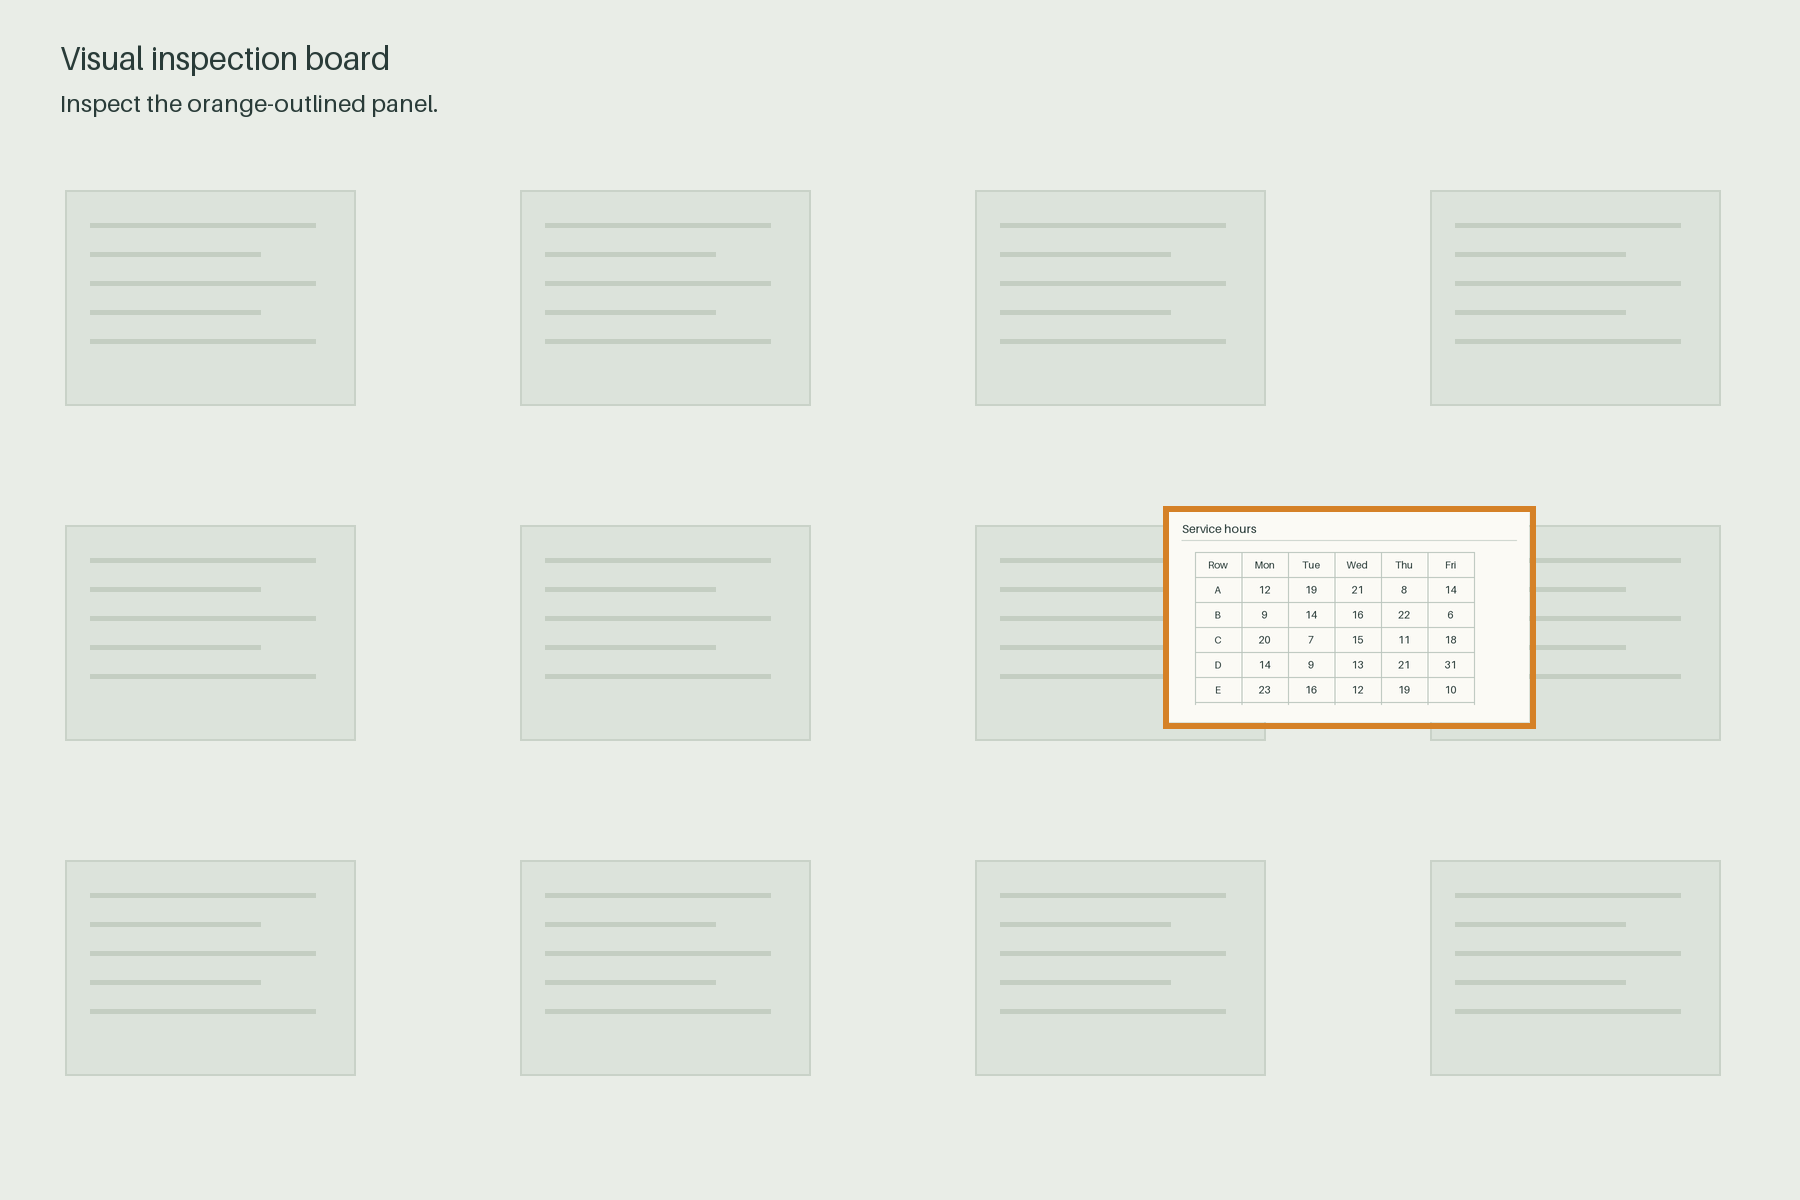 Visual inspection board
Inspect the orange-outlined panel.
Service hours
Row Mon Tue Wed Thu Fri
A 12 19 21 8 14
B 9 14 16 22 6
C 20 7 15 11 18
D 14 9 13 21 31
E 23 16 12 19 10